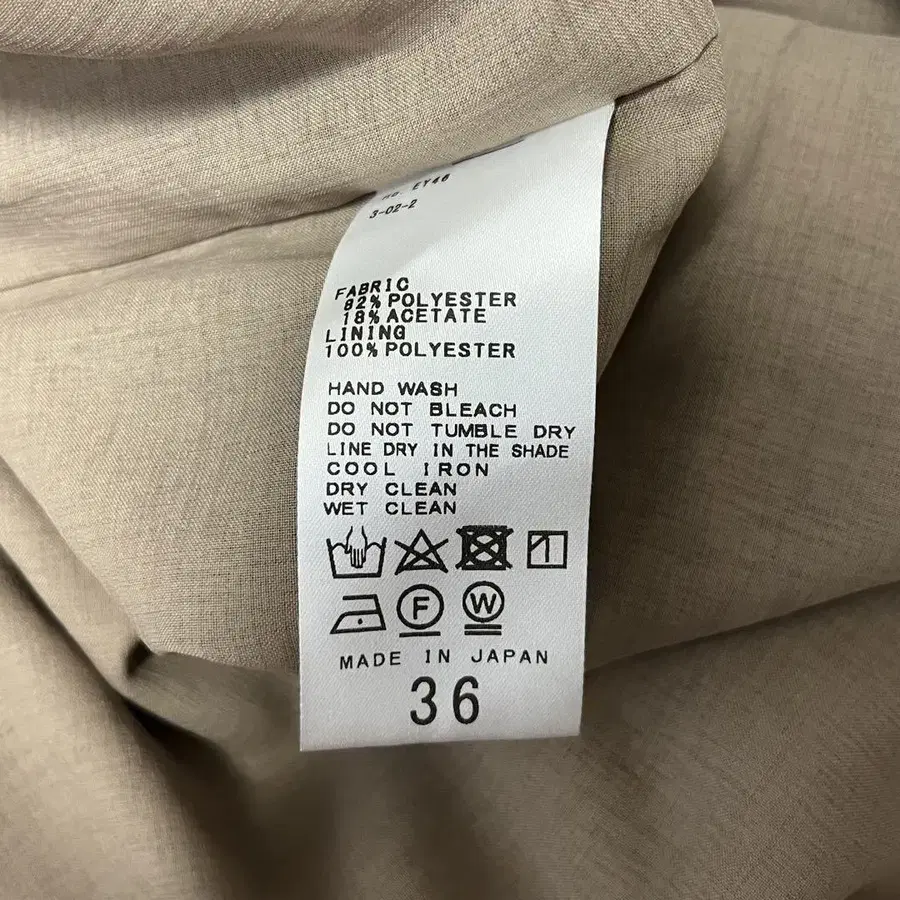 EY46
3-02-2
FABRIC
82% POLYESTER
18% ACETATE
LINING
100% POLYESTER
HAND WASH
DO NOT BLEACH
DO NOT TUMBLE DRY
LINE DRY IN THE SHADE
COOL IRON
DRY CLEAN
WET CLEAN
F W
MADE IN JAPAN
36